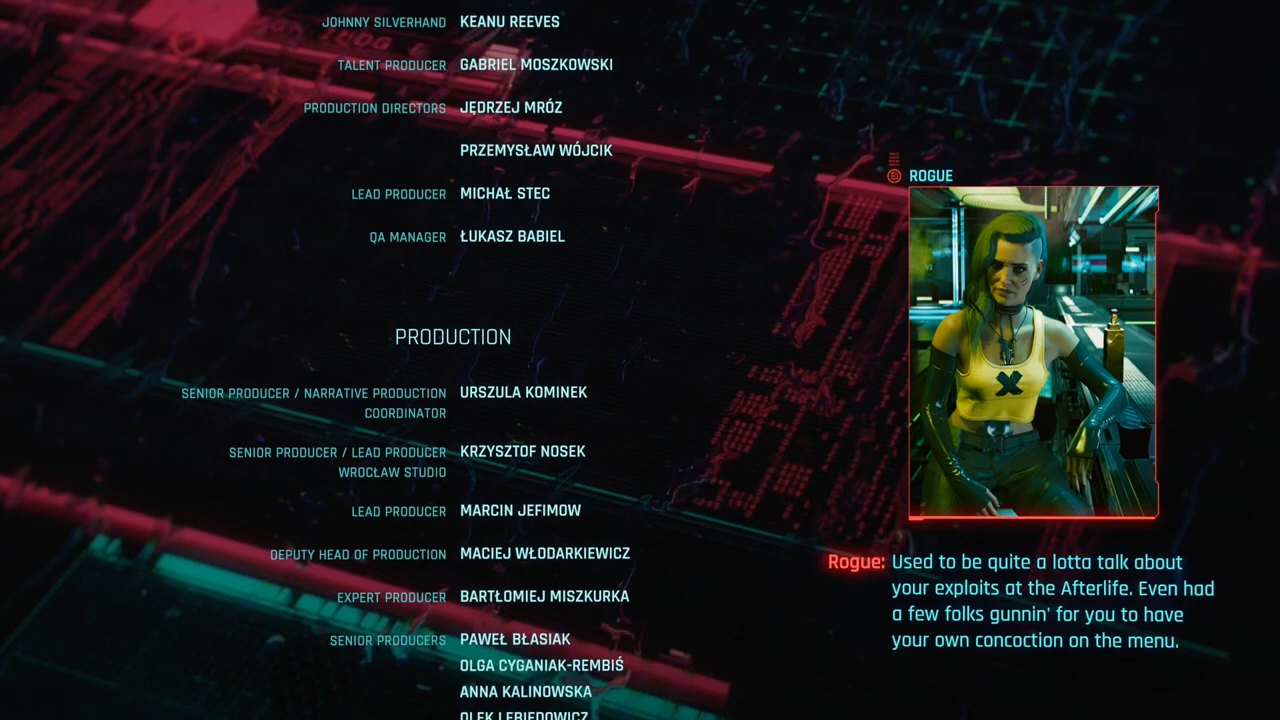 JOHNNY SILVERHAND KEANU REEVES
TALENT PRODUCER GABRIEL MOSZKOWSKI
PRODUCTION DIRECTORS JĘDRZEJ MRÓZ
PRZEMYSŁAW WÓJCIK
LEAD PRODUCER MICHAŁ STEC
QA MANAGER ŁUKASZ BABIEL
PRODUCTION
SENIOR PRODUCER / NARRATIVE PRODUCTION URSZULA KOMINEK
COORDINATOR
SENIOR PRODUCER / LEAD PRODUCER KRZYSZTOF NOSEK
WROCŁAW STUDIO
LEAD PRODUCER MARCIN JEFIMOW
DEPUTY HEAD OF PRODUCTION MACIEJ WŁODARKIEWICZ
EXPERT PRODUCER BARTŁOMIEJ MISZKURKA
SENIOR PRODUCERS PAWEŁ BŁASIAK
OLGA CYGANIAK-REMBIŚ
ANNA KALINOWSKA
OLEK LEBIEDOWICZ
ROGUE
Rogue: Used to be quite a lotta talk about
your exploits at the Afterlife. Even had
a few folks gunnin' for you to have
your own concoction on the menu.